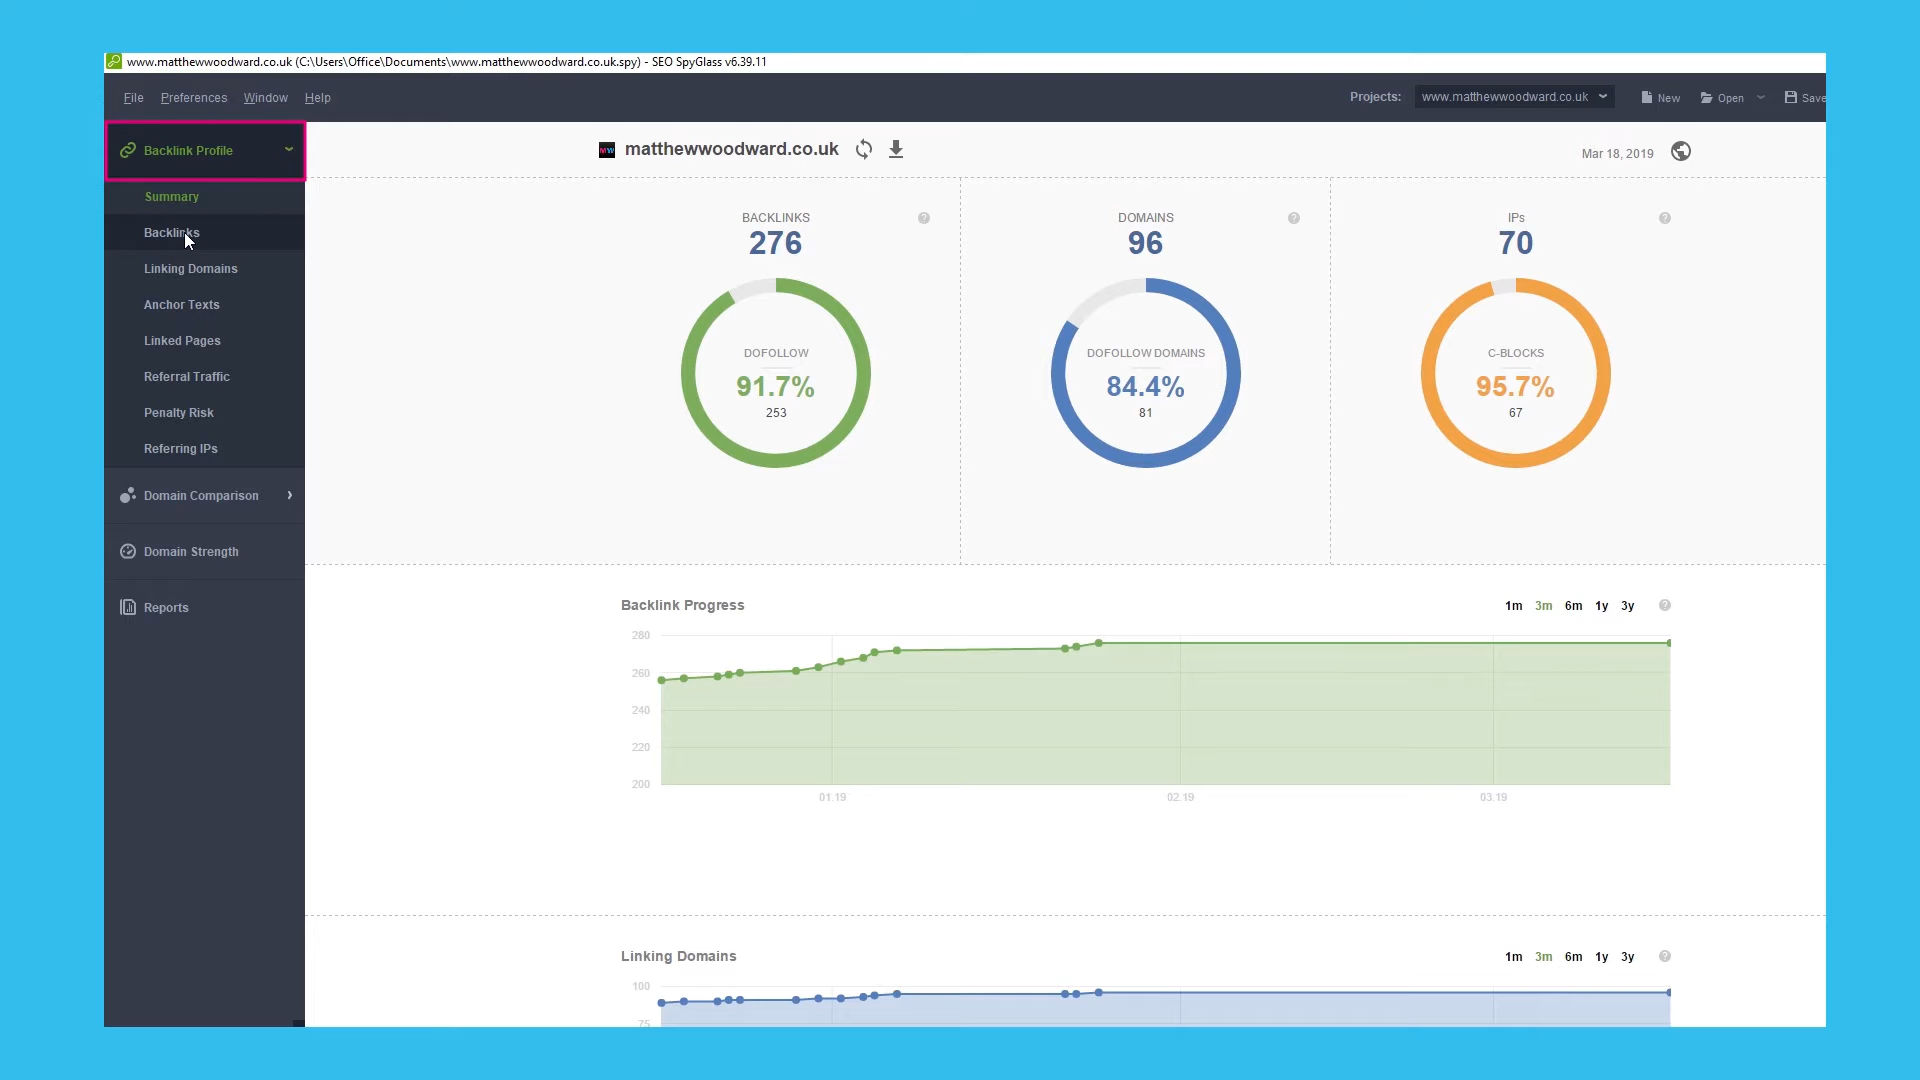 www.matthewwoodward.co.uk (C:\Users\Office\Documents\www.matthewwoodward.co.uk.spy) - SEO SpyGlass v6.39.11
File Preferences Window Help
Projects: www.matthewwoodward.co.uk New Open Save
Backlink Profile
Summary
Backlinks
Linking Domains
Anchor Texts
Linked Pages
Referral Traffic
Penalty Risk
Referring IPs
Domain Comparison
Domain Strength
Reports
MW matthewwoodward.co.uk
Mar 18, 2019
BACKLINKS ?
276
DOFOLLOW
91.7%
253
DOMAINS ?
96
DOFOLLOW DOMAINS
84.4%
81
IPs ?
70
C-BLOCKS
95.7%
67
Backlink Progress
1m 3m 6m 1y 3y ?
280
260
240
220
200
01.19 02.19 03.19
Linking Domains
1m 3m 6m 1y 3y ?
100
75